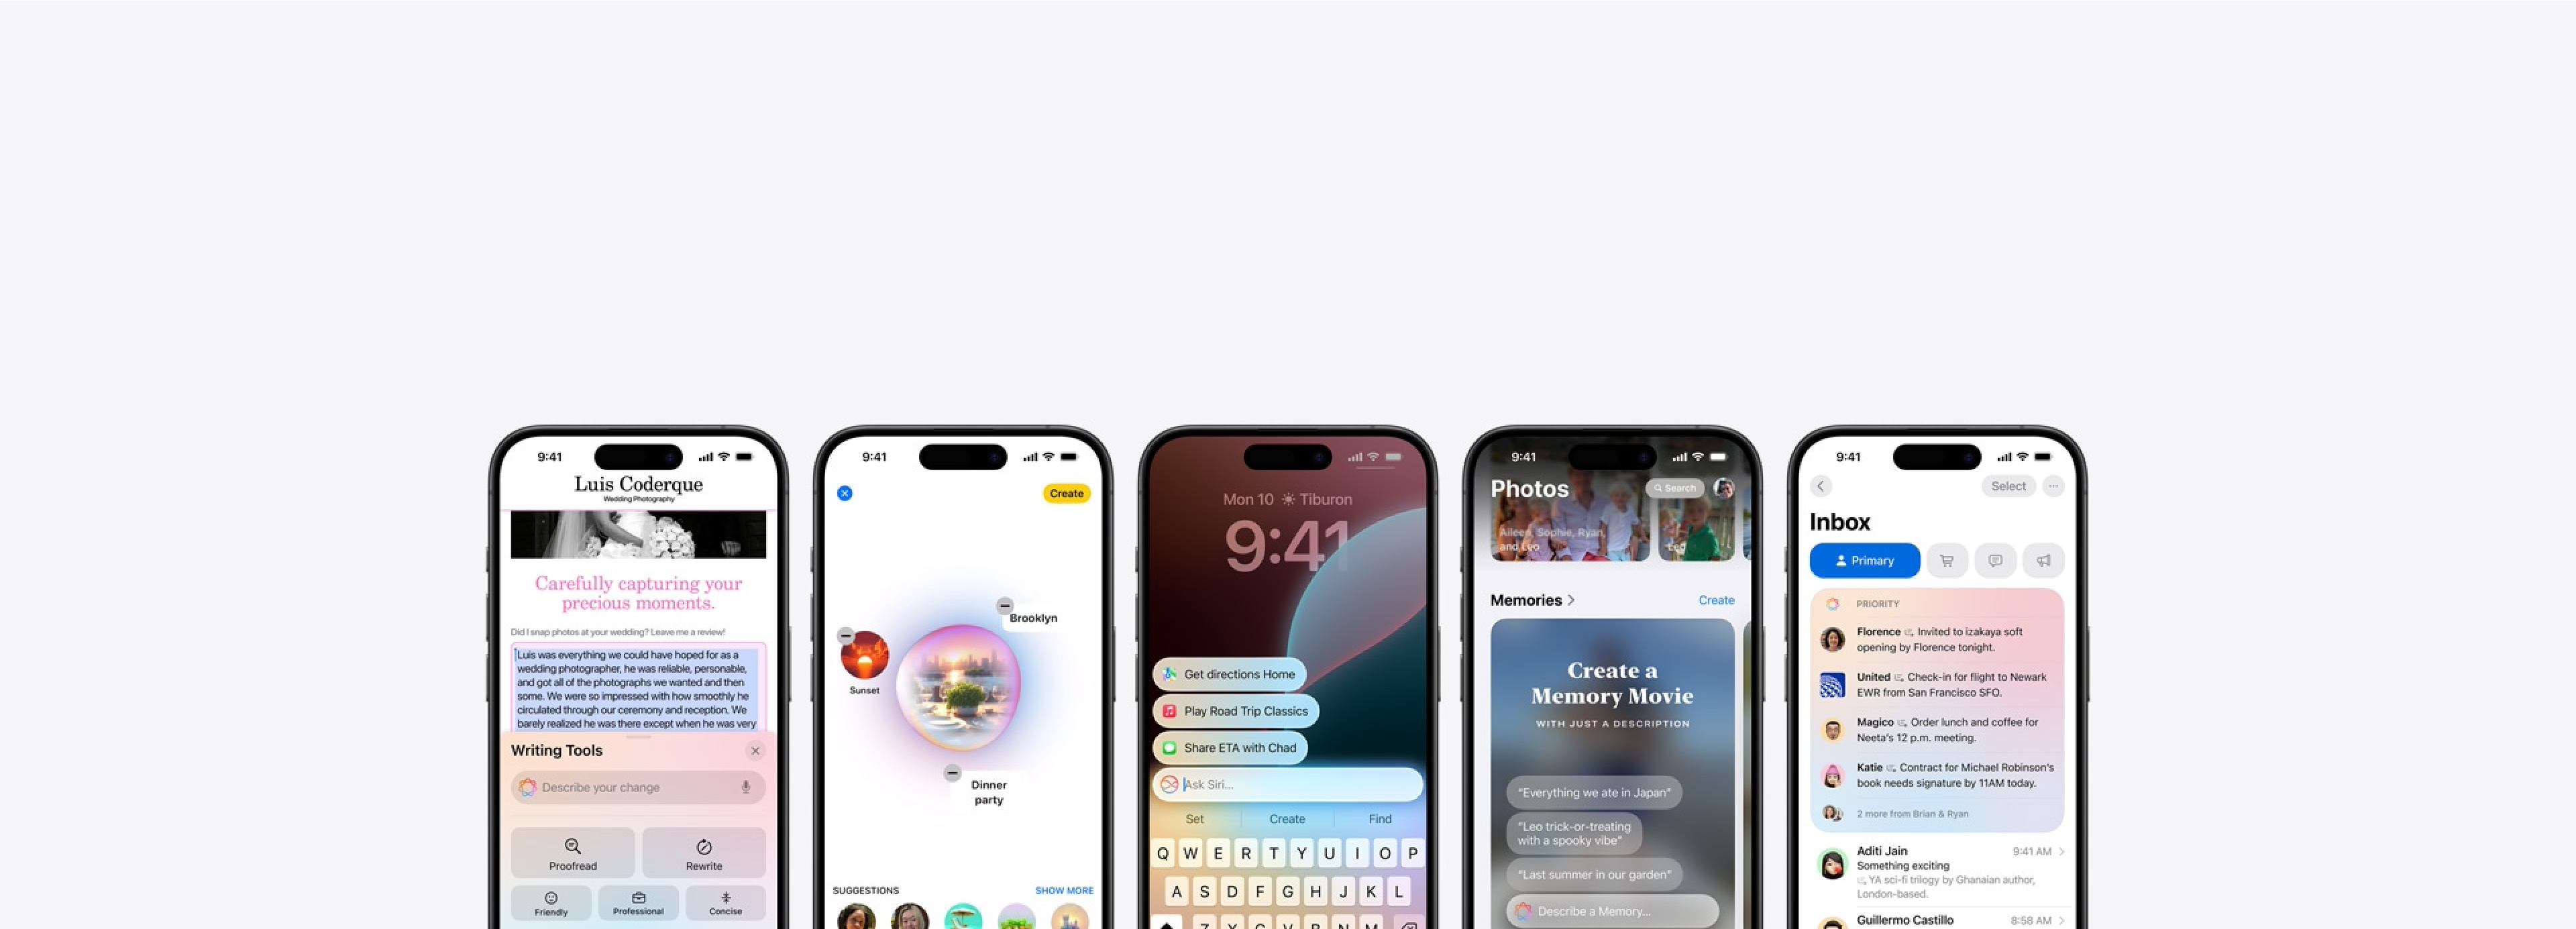 9:41
Luis Coderque
Wedding Photography
Carefully capturing your
precious moments.
Did I snap photos at your wedding? Leave me a review!
Luis was everything we could have hoped for as a
wedding photographer, he was reliable, personable,
and got all of the photographs we wanted and then
some. We were so impressed with how smoothly he
circulated through our ceremony and reception. We
barely realized he was there except when he was very
Writing Tools
Describe your change
Proofread
Rewrite
Friendly
Professional
Concise
9:41
Create
Brooklyn
Sunset
Dinner
party
SUGGESTIONS
SHOW MORE
Mon 10 Tiburon
9:41
Get directions Home
Play Road Trip Classics
Share ETA with Chad
Ask Siri...
Set
Create
Find
Q W E R T Y U I O P
A S D F G H J K L
Z X C V B N M
9:41
Photos
Search
Aileen, Sophie, Ryan,
and Leo
Leo
Memories
Create
Create a
Memory Movie
WITH JUST A DESCRIPTION
“Everything we ate in Japan”
“Leo trick-or-treating
with a spooky vibe”
“Last summer in our garden”
Describe a Memory...
9:41
Select
Inbox
Primary
PRIORITY
Florence Invited to izakaya soft
opening by Florence tonight.
United Check-in for flight to Newark
EWR from San Francisco SFO.
Magico Order lunch and coffee for
Neeta’s 12 p.m. meeting.
Katie Contract for Michael Robinson’s
book needs signature by 11AM today.
2 more from Brian & Ryan
Aditi Jain 9:41 AM
Something exciting
YA sci-fi trilogy by Ghanaian author,
London-based.
Guillermo Castillo 8:58 AM